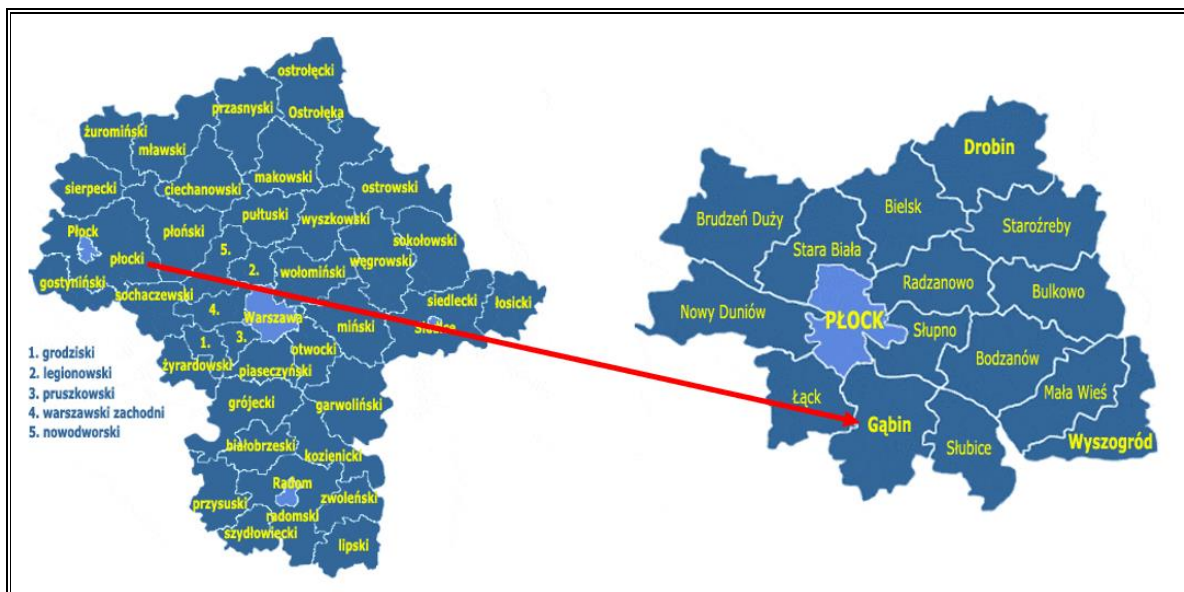 ostrołęcki
przasnyski
Ostrołęka
żuromiński
mławski
makowski
sierpecki
ciechanowski
ostrowski
pułtuski
wyszkowski
Płock
płoński
sokołowski
płocki
5.
węgrowski
2.
wołomiński
gostyniński
sochaczewski
siedlecki
łosicki
4.
Warszawa
miński
Siedlce
1.
3.
otwocki
żyrardowski
piaseczyński
grójecki
garwoliński
białobrzeski
kozienicki
Radom
przysuski
zwoleński
radomski
szydłowiecki
lipski
1. grodziski
2. legionowski
3. pruszkowski
4. warszawski zachodni
5. nowodworski
Drobin
Bielsk
Brudzeń Duży
Staroźreby
Stara Biała
Radzanowo
Bulkowo
Nowy Duniów
PŁOCK
Słupno
Bodzanów
Łąck
Mała Wieś
Gąbin
Słubice
Wyszogród